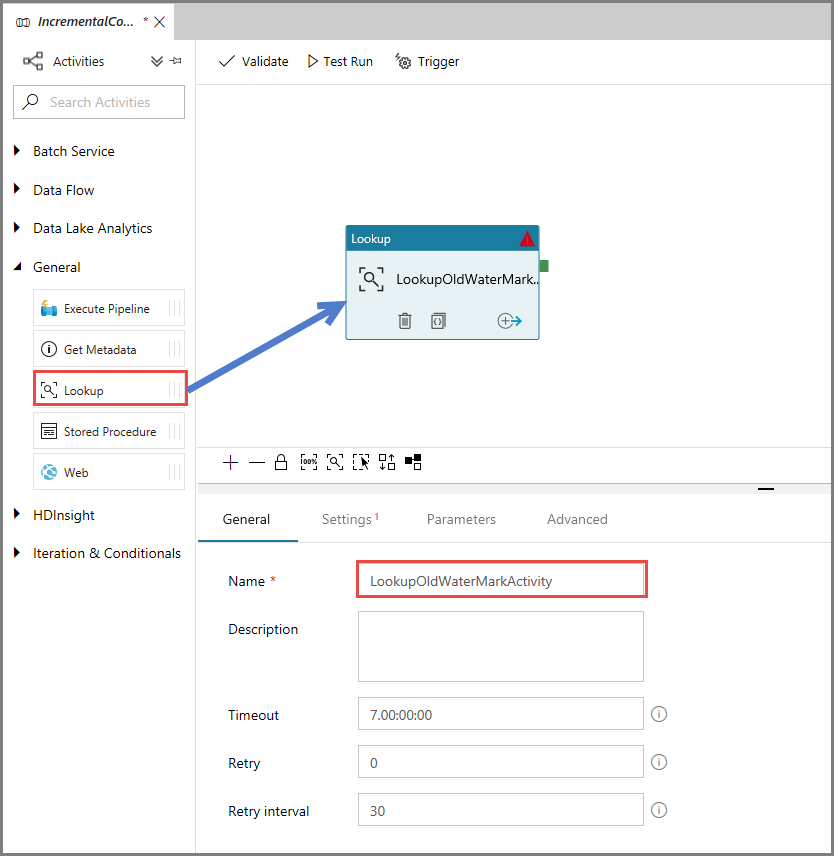 IncrementalCo... *
Activities
Search Activities
Batch Service
Data Flow
Data Lake Analytics
General
Execute Pipeline
Get Metadata
Lookup
Stored Procedure
Web
HDInsight
Iteration & Conditionals
Validate Test Run Trigger
Lookup
LookupOldWaterMark..
100%
General Settings 1 Parameters Advanced
Name * LookupOldWaterMarkActivity
Description
Timeout 7.00:00:00
Retry 0
Retry interval 30